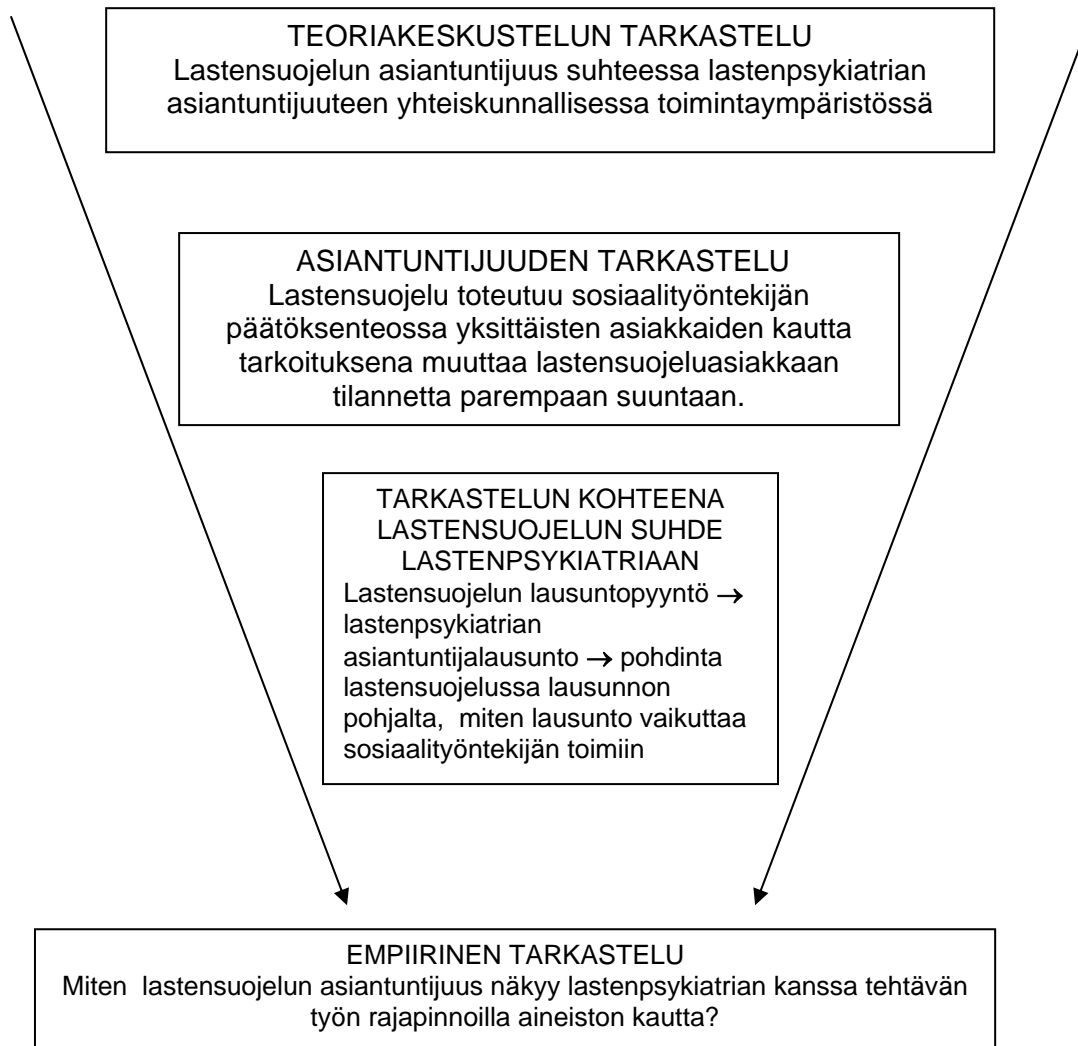 TEORIAKESKUSTELUN TARKASTELU
Lastensuojelun asiantuntijuus suhteessa lastenpsykiatrian
asiantuntijuuteen yhteiskunnallisessa toimintaympäristössä
ASIANTUNTIJUUDEN TARKASTELU
Lastensuojelu toteutuu sosiaalityöntekijän
päätöksenteossa yksittäisten asiakkaiden kautta
tarkoituksena muuttaa lastensuojeluasiakkaan
tilannetta parempaan suuntaan.
TARKASTELUN KOHTEENA
LASTENSUOJELUN SUHDE
LASTENPSYKIATRIAAN
Lastensuojelun lausuntopyyntö →
lastenpsykiatrian
asiantuntijalausunto → pohdinta
lastensuojelussa lausunnon
pohjalta, miten lausunto vaikuttaa
sosiaalityöntekijän toimiin
EMPIIRINEN TARKASTELU
Miten lastensuojelun asiantuntijuus näkyy lastenpsykiatrian kanssa tehtävän
työn rajapinnoilla aineiston kautta?